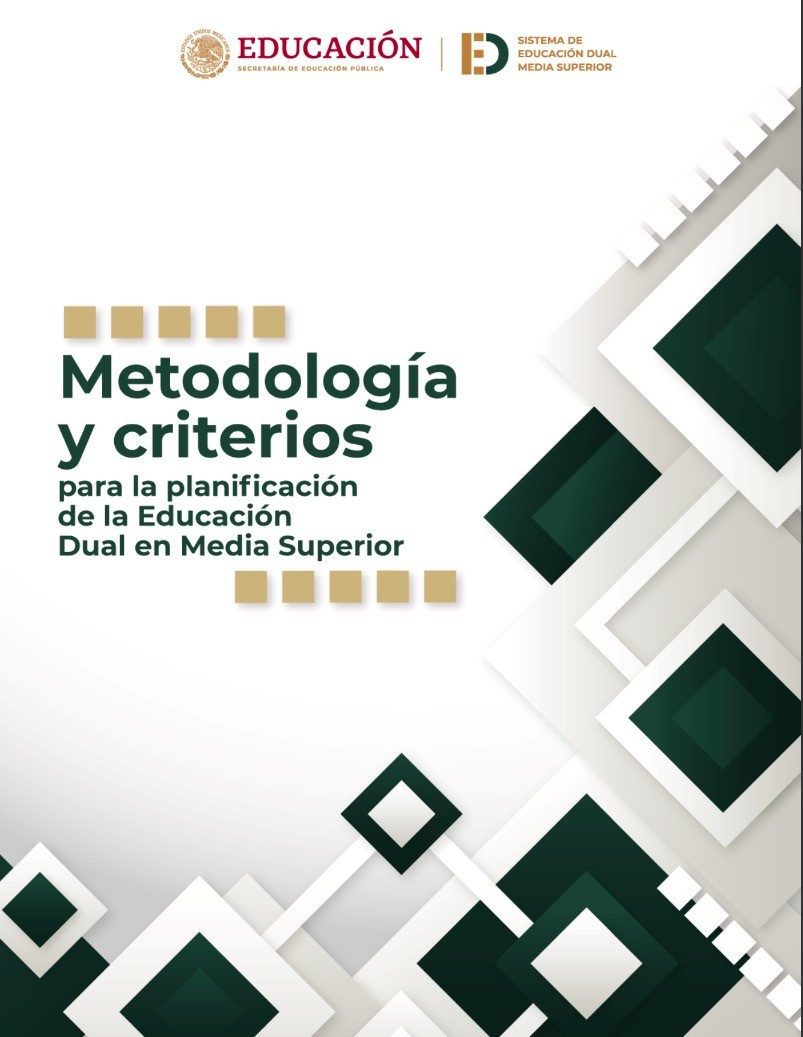 EDUCACIÓN
SECRETARÍA DE EDUCACIÓN PÚBLICA
SISTEMA DE
EDUCACIÓN DUAL
MEDIA SUPERIOR
Metodología
y criterios
para la planificación
de la Educación
Dual en Media Superior